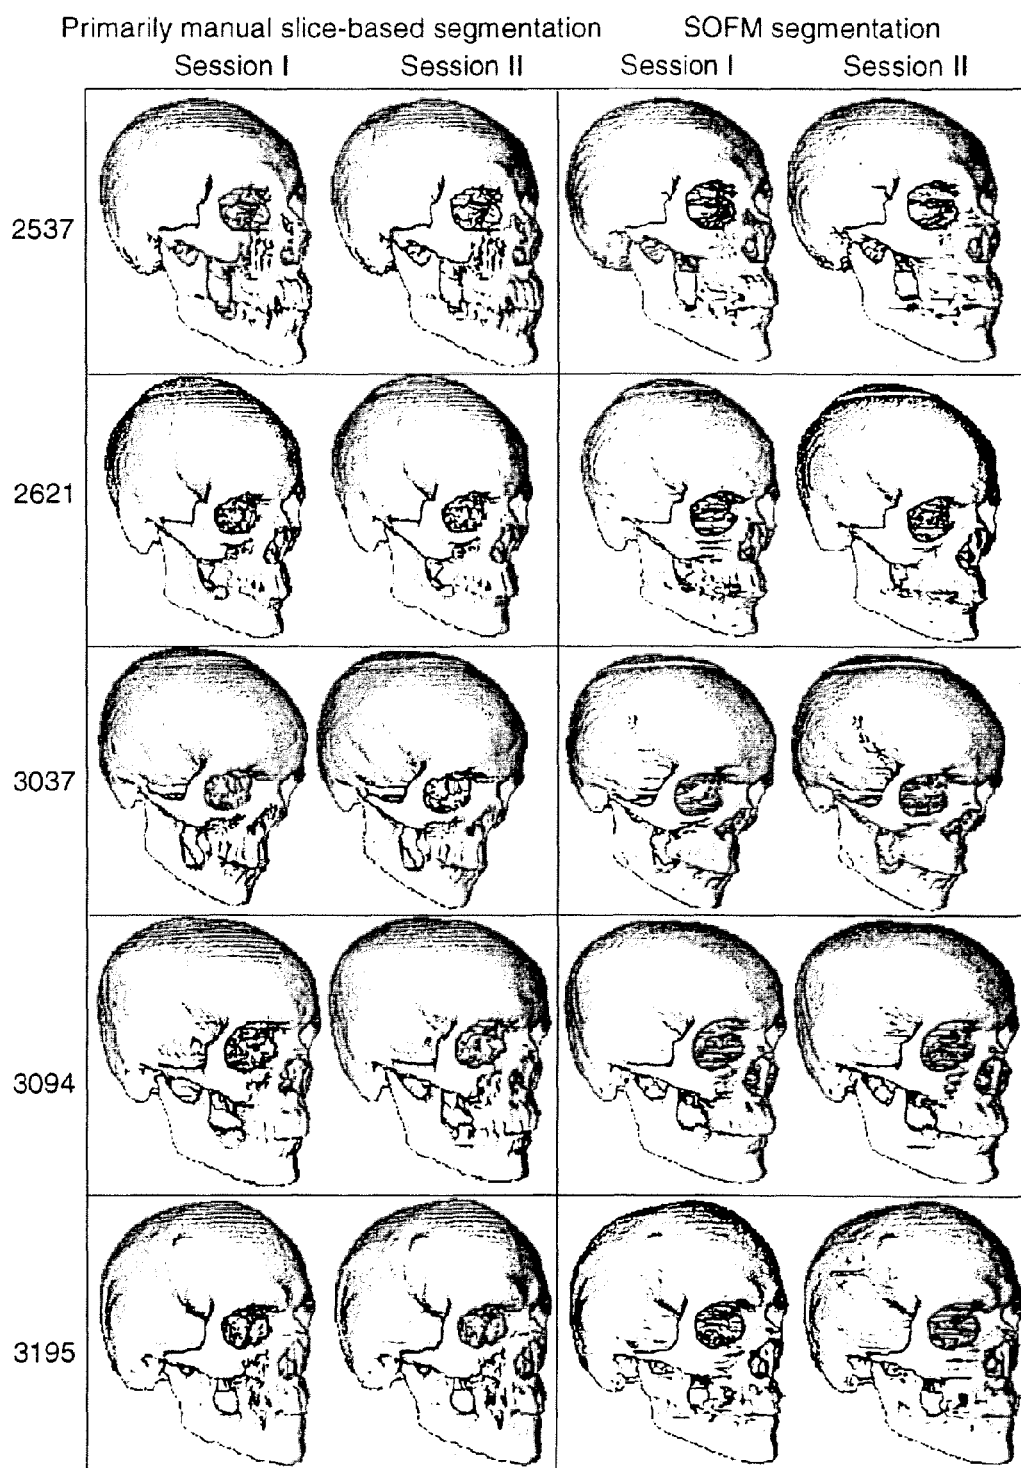 Primarily manual slice-based segmentation SOFM segmentation
Session I Session II Session I Session II
2537
2621
3037
3094
3195